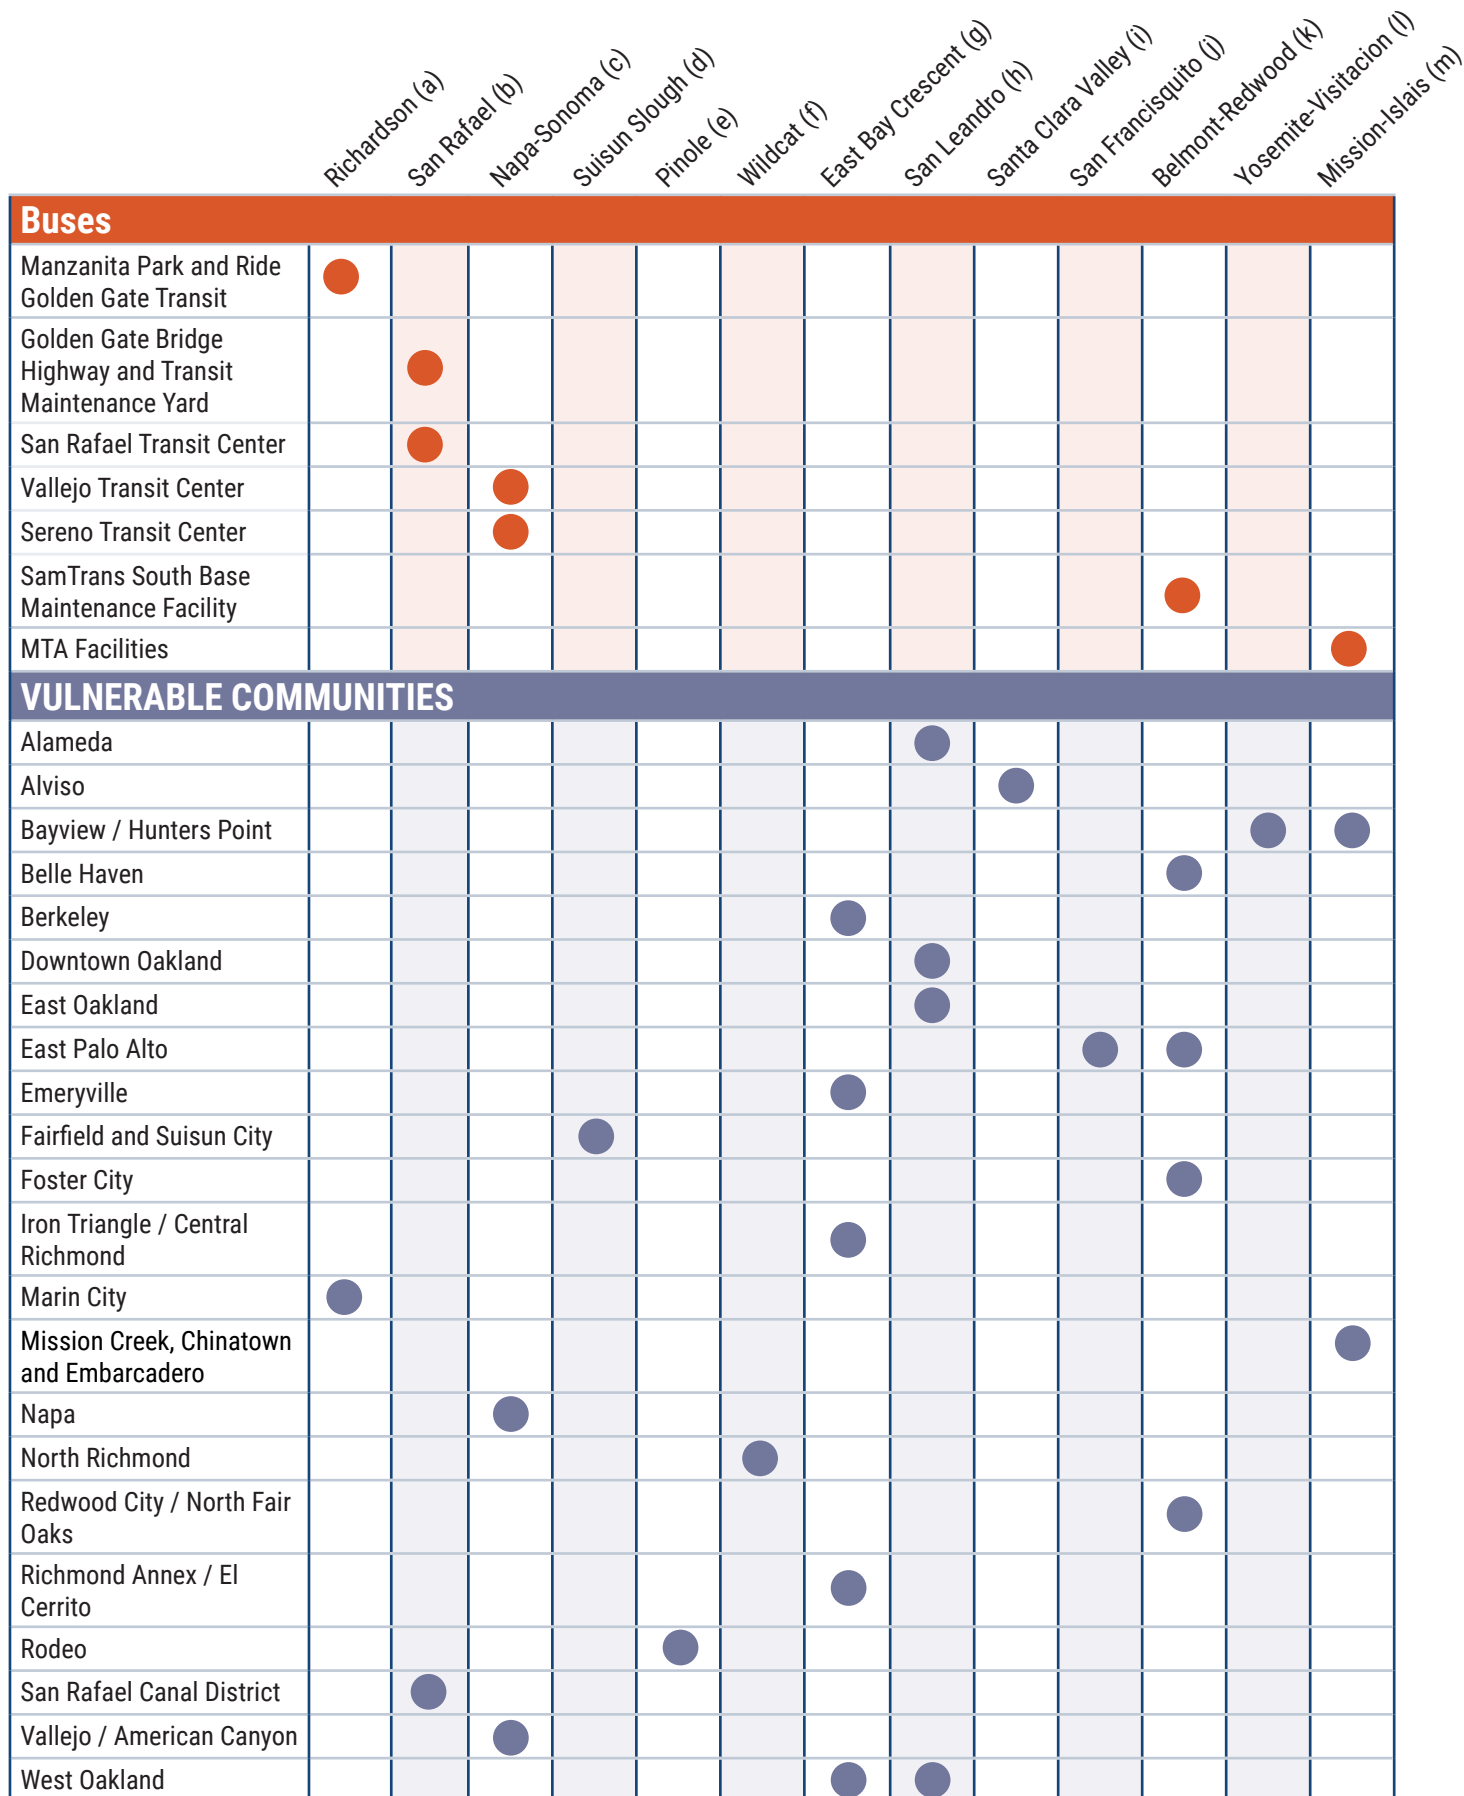 Richardson (a)
San Rafael (b)
Napa-Sonoma (c)
Suisun Slough (d)
Pinole (e)
Wildcat (f)
East Bay Crescent (g)
San Leandro (h)
Santa Clara Valley (i)
San Francisquito (j)
Belmont-Redwood (k)
Yosemite-Visitacion (l)
Mission-Islais (m)
Buses
Manzanita Park and Ride
Golden Gate Transit
Golden Gate Bridge
Highway and Transit
Maintenance Yard
San Rafael Transit Center
Vallejo Transit Center
Sereno Transit Center
SamTrans South Base
Maintenance Facility
MTA Facilities
VULNERABLE COMMUNITIES
Alameda
Alviso
Bayview / Hunters Point
Belle Haven
Berkeley
Downtown Oakland
East Oakland
East Palo Alto
Emeryville
Fairfield and Suisun City
Foster City
Iron Triangle / Central
Richmond
Marin City
Mission Creek, Chinatown
and Embarcadero
Napa
North Richmond
Redwood City / North Fair
Oaks
Richmond Annex / El
Cerrito
Rodeo
San Rafael Canal District
Vallejo / American Canyon
West Oakland